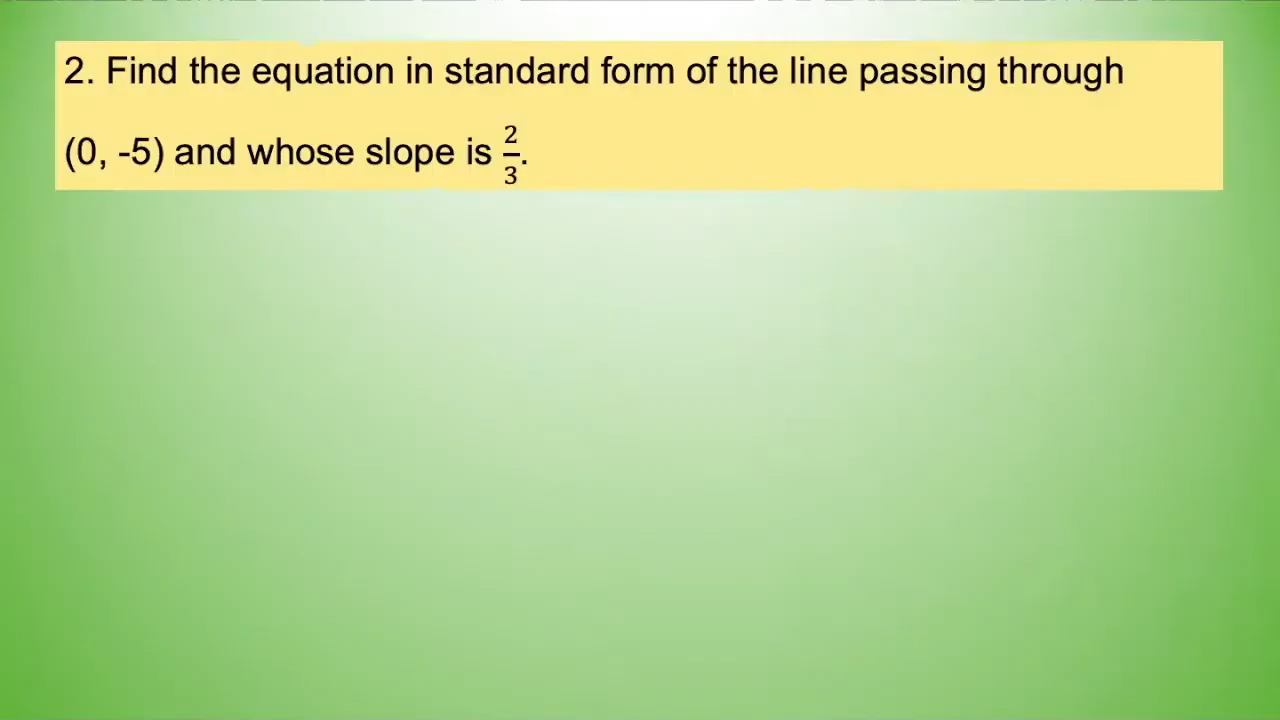 2. Find the equation in standard form of the line passing through
(0, -5) and whose slope is 2/3.